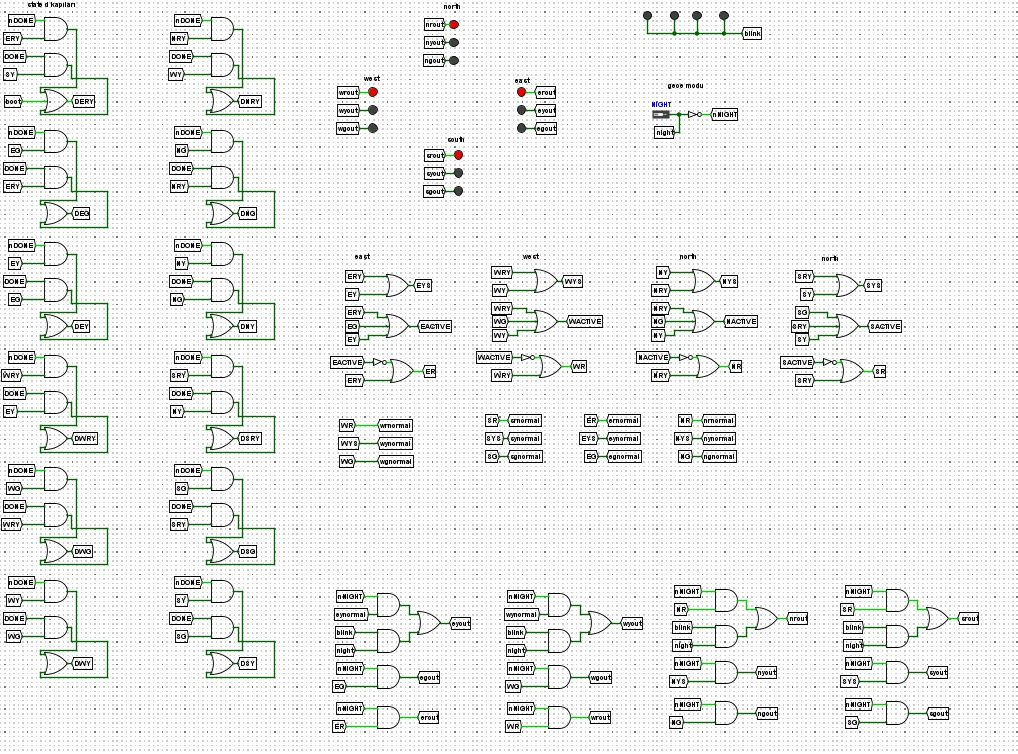 state d kapıları
nDONE
ERY
DONE
SY
boot
DERY
nDONE
EG
DONE
ERY
DEG
nDONE
EY
DONE
EG
DEY
nDONE
WRY
DONE
EY
DWRY
nDONE
WG
DONE
WRY
DWG
nDONE
WY
DONE
WG
DWY
nDONE
NRY
DONE
WY
DNRY
nDONE
NG
DONE
NRY
DNG
nDONE
NY
DONE
NG
DNY
nDONE
SRY
DONE
NY
DSRY
nDONE
SG
DONE
SRY
DSG
nDONE
SY
DONE
SG
DSY
north
nrout
nyout
ngout
west
wrout
wyout
wgout
east
erout
eyout
egout
south
srout
syout
sgout
blink
gece modu
NIGHT
nNIGHT
night
east
ERY
EY
EYS
ERY
EG
EY
EACTIVE
EACTIVE
ERY
ER
west
WRY
WY
WYS
WRY
WG
WY
WACTIVE
WACTIVE
WRY
WR
north
NY
NRY
NYS
NRY
NG
NY
NACTIVE
NACTIVE
NRY
NR
north
SRY
SY
SYS
SG
SRY
SY
SACTIVE
SACTIVE
SRY
SR
WR wrnormal
WYS wynormal
WG wgnormal
SR srnormal
SYS synormal
SG sgnormal
ER ernormal
EYS eynormal
EG egnormal
NR nrnormal
NYS nynormal
NG ngnormal
nNIGHT
eynormal
blink
night
eyout
nNIGHT
EG
egout
nNIGHT
ER
erout
nNIGHT
wynormal
blink
night
wyout
nNIGHT
WG
wgout
nNIGHT
WR
wrout
nNIGHT
NR
blink
night
nrout
nNIGHT
NYS
nyout
nNIGHT
NG
ngout
nNIGHT
SR
blink
night
srout
nNIGHT
SYS
syout
nNIGHT
SG
sgout